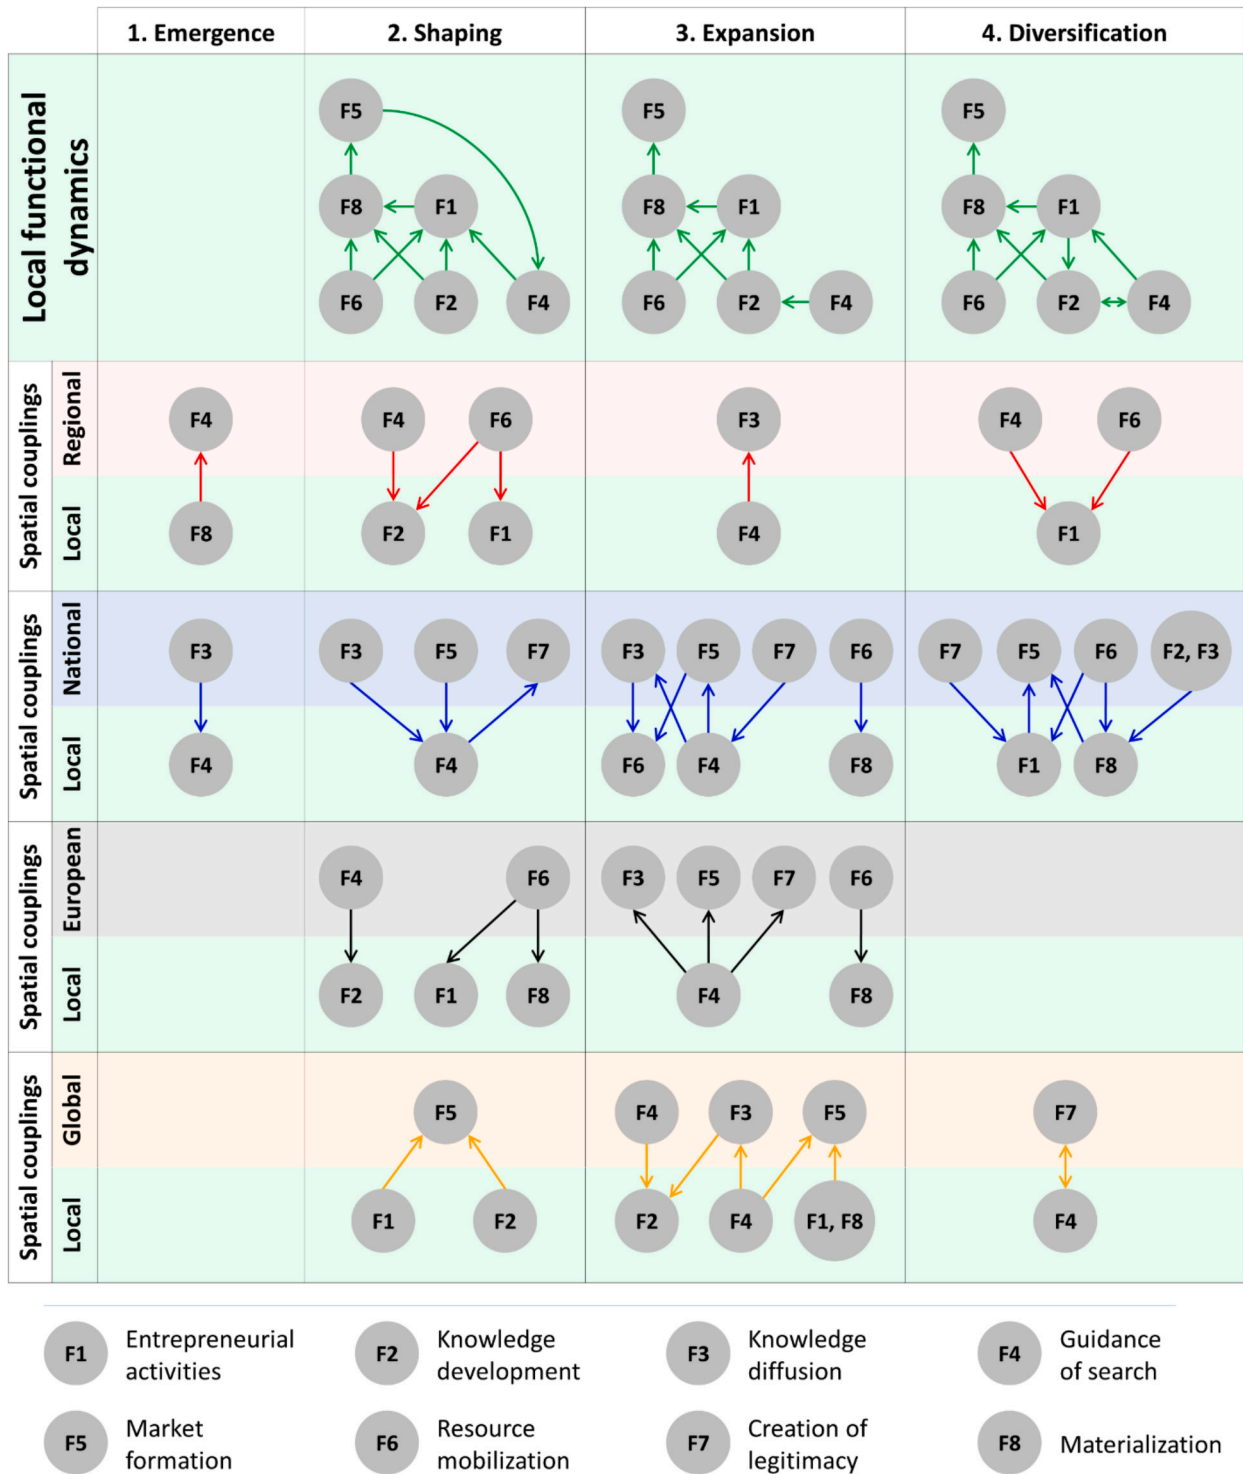 1. Emergence
2. Shaping
3. Expansion
4. Diversification
Local functional
dynamics
F5
F8 F1
F6 F2 F4
F5
F8 F1
F6 F2 F4
F5
F8 F1
F6 F2 F4
Spatial couplings
Regional
F4
F4 F6
F3
F4 F6
Local
F8
F2 F1
F4
F1
Spatial couplings
National
F3
F3 F5 F7
F3 F5 F7 F6
F7 F5 F6 F2, F3
Local
F4
F4
F6 F4 F8
F1 F8
Spatial couplings
European
F4 F6
F3 F5 F7 F6
Local
F2 F1 F8
F4 F8
Spatial couplings
Global
F5
F4 F3 F5
F7
Local
F1 F2
F2 F4 F1, F8
F4
F1
Entrepreneurial
activities
F2
Knowledge
development
F3
Knowledge
diffusion
F4
Guidance
of search
F5
Market
formation
F6
Resource
mobilization
F7
Creation of
legitimacy
F8
Materialization